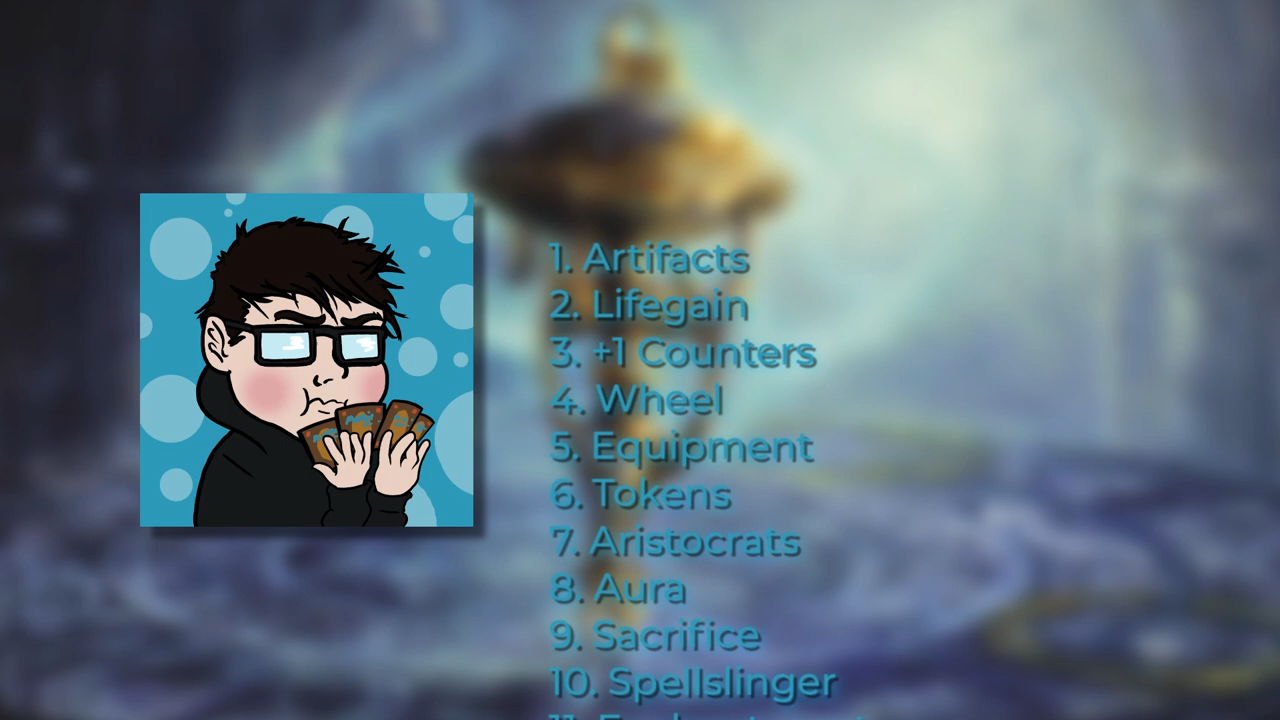 1. Artifacts
2. Lifegain
3. +1 Counters
4. Wheel
5. Equipment
6. Tokens
7. Aristocrats
8. Aura
9. Sacrifice
10. Spellslinger